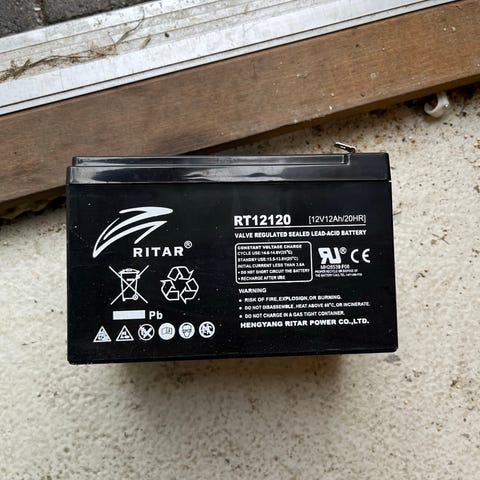 RITAR®
RT12120 [12V12Ah/20HR]
VALVE REGULATED SEALED LEAD-ACID BATTERY
CONSTANT VOLTAGE CHARGE
CYCLE USE:14.4-14.6V(25°C)
STANDBY USE:13.5-13.8V(25°C)
INITIAL CURRENT LESS THAN 3.6A
● DO NOT SHORT CIRCUIT THE BATTERY
● RECHARGE AFTER USE
MH28539
CE
WARNING
● RISK OF FIRE,EXPLOSION,OR BURNING.
● DO NOT DISASSEMBLE, HEAT ABOVE 60°C, OR INCINERATE.
● DO NOT CHARGE IN A GAS TIGHT CONTAINER.
HENGYANG RITAR POWER CO.,LTD.
Pb